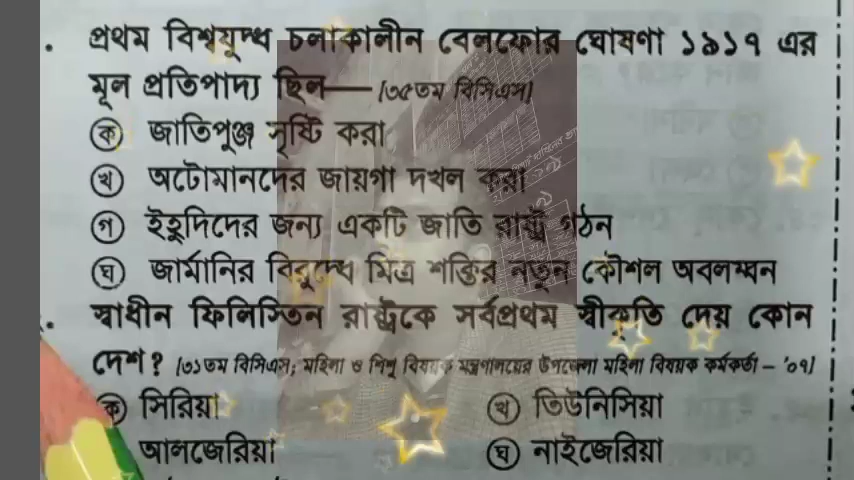 . প্রথম বিশ্বযুদ্ধ চলাকালীন বেলফোর ঘোষণা ১৯১৭ এর
মূল প্রতিপাদ্য ছিল— [৩৫তম বিসিএস]
ক জাতিপুঞ্জ সৃষ্টি করা
খ অটোমানদের জায়গা দখল করা
গ ইহুদিদের জন্য একটি জাতি রাষ্ট্র গঠন
ঘ জার্মানির বিরুদ্ধে মিত্র শক্তির নতুন কৌশল অবলম্বন
. স্বাধীন ফিলিস্তিন রাষ্ট্রকে সর্বপ্রথম স্বীকৃতি দেয় কোন
দেশ? [৩১তম বিসিএস; মহিলা ও শিশু বিষয়ক মন্ত্রণালয়ের উপজেলা মহিলা বিষয়ক কর্মকর্তা – '০৭]
ক সিরিয়া খ তিউনিসিয়া
আলজেরিয়া ঘ নাইজেরিয়া